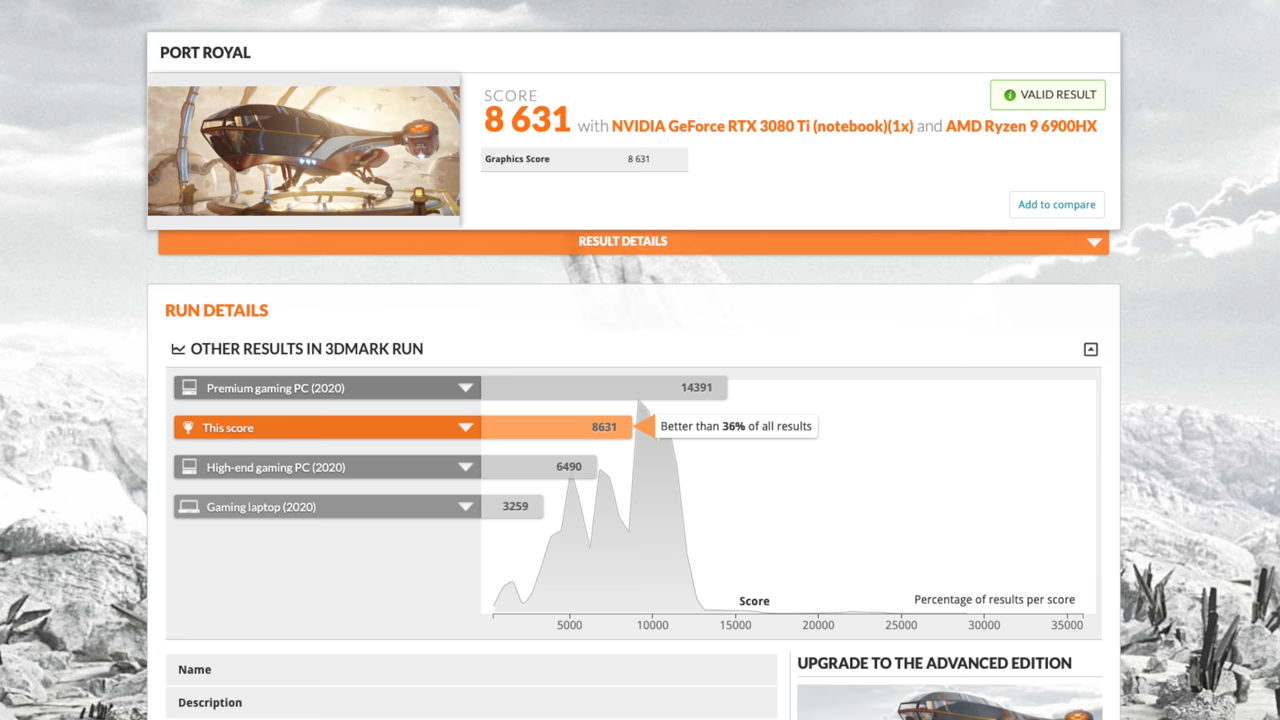 PORT ROYAL
SCORE
VALID RESULT
8 631 with NVIDIA GeForce RTX 3080 Ti (notebook)(1x) and AMD Ryzen 9 6900HX
Graphics Score 8 631
Add to compare
RESULT DETAILS
RUN DETAILS
OTHER RESULTS IN 3DMARK RUN
Premium gaming PC (2020) 14391
This score 8631 Better than 36% of all results
High-end gaming PC (2020) 6490
Gaming laptop (2020) 3259
Score Percentage of results per score
5000 10000 15000 20000 25000 30000 35000
Name
UPGRADE TO THE ADVANCED EDITION
Description